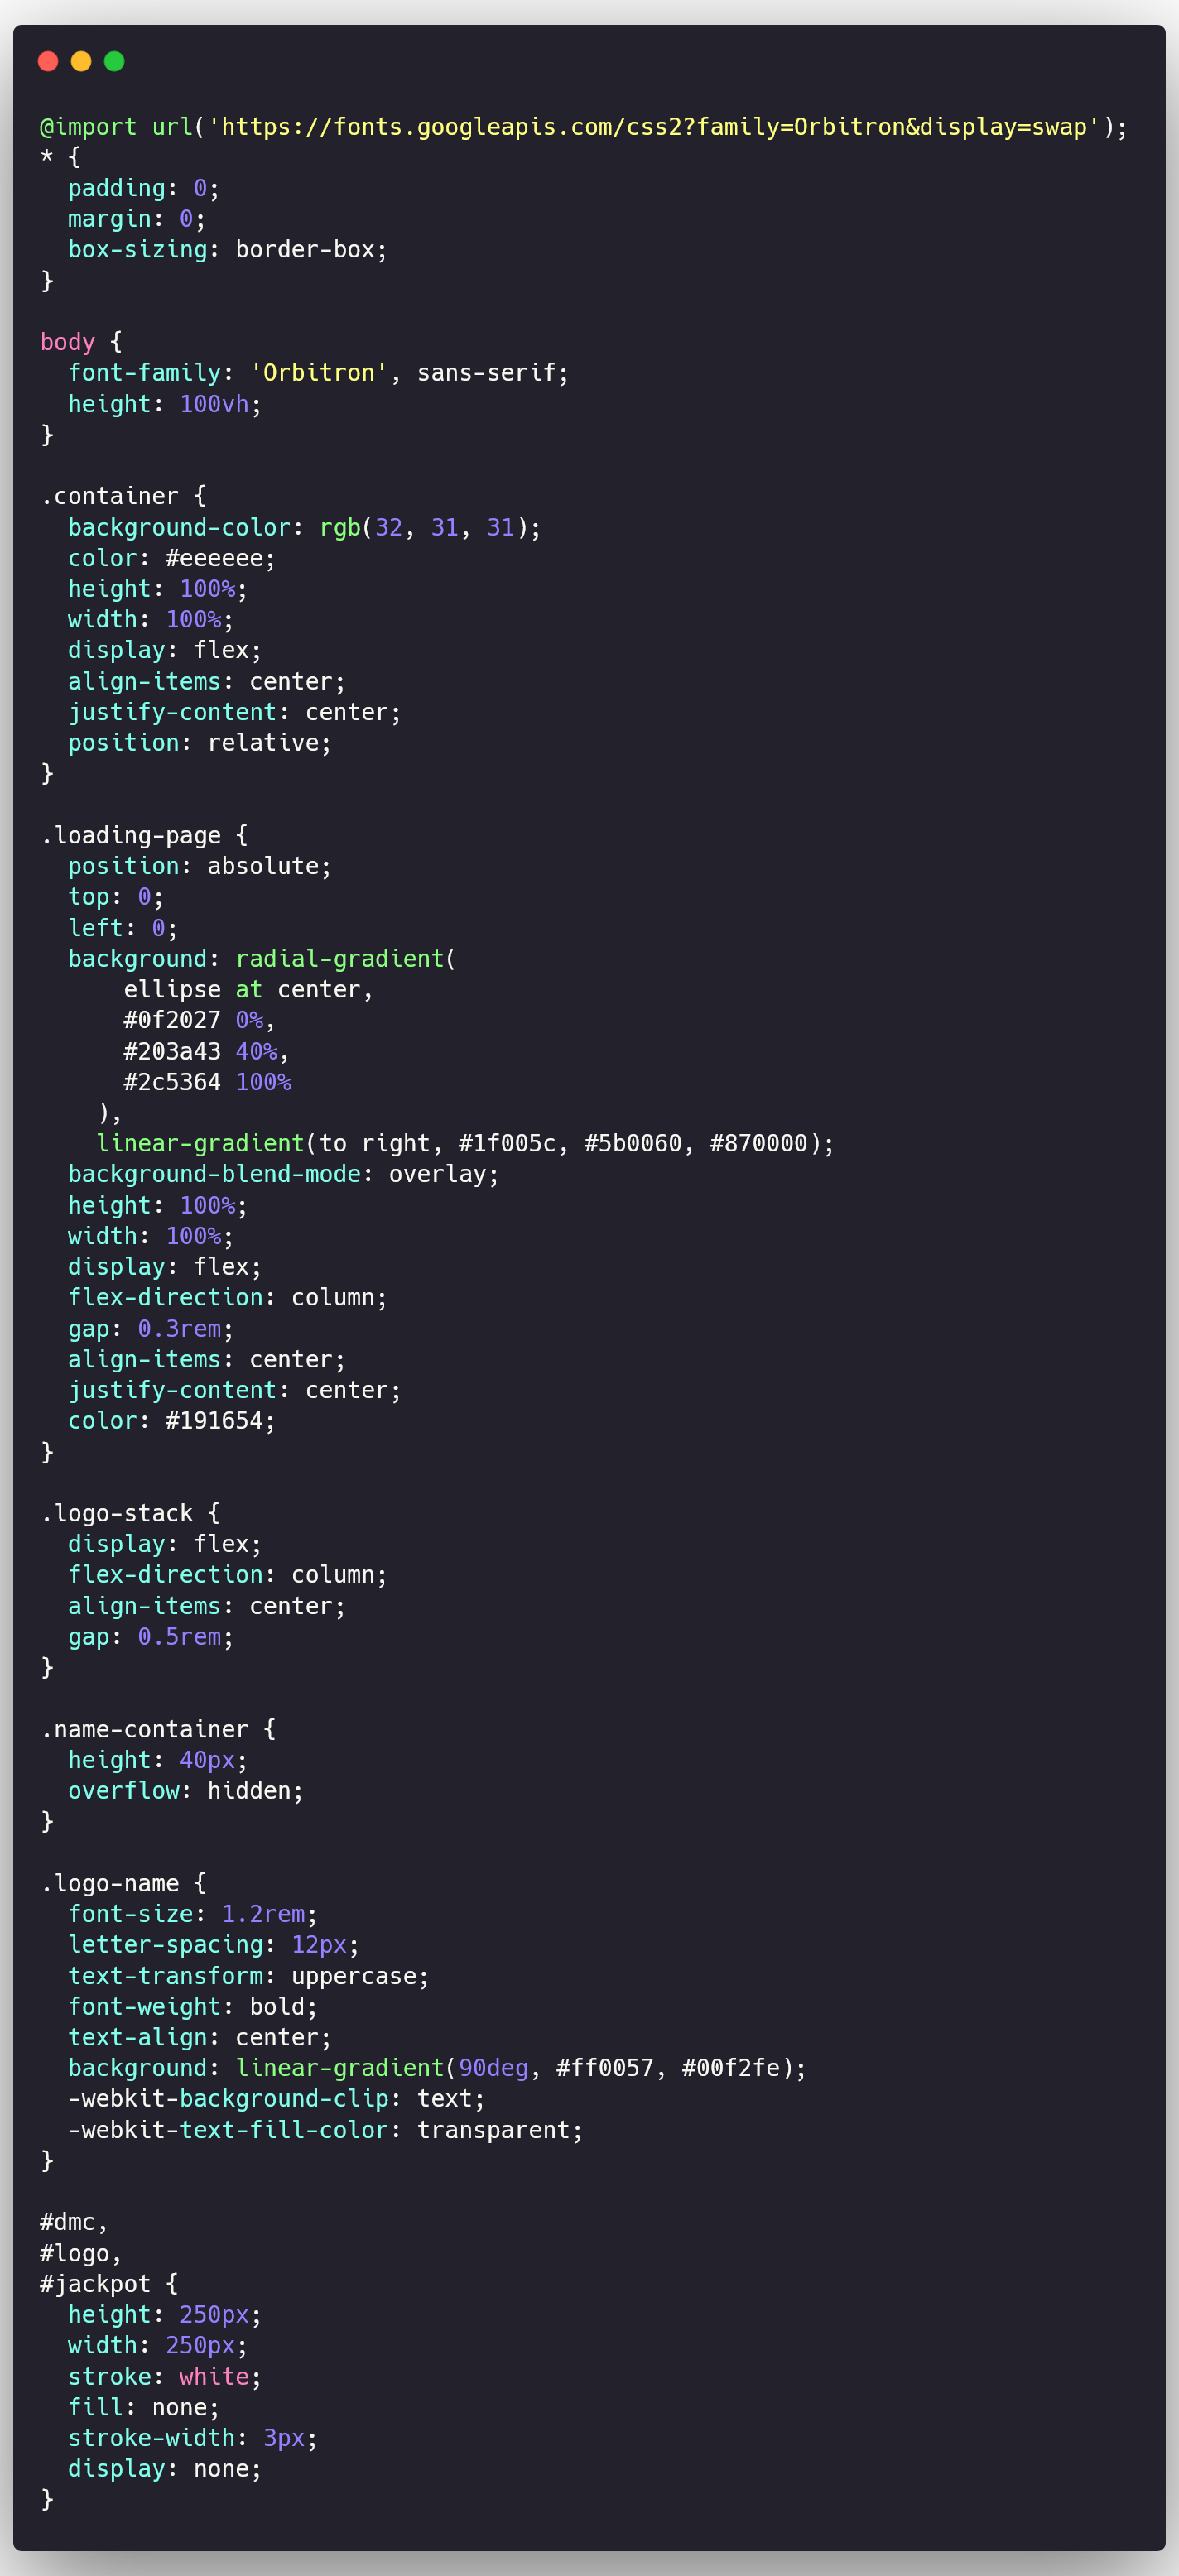 @import url('https://fonts.googleapis.com/css2?family=Orbitron&display=swap');
* {
  padding: 0;
  margin: 0;
  box-sizing: border-box;
}

body {
  font-family: 'Orbitron', sans-serif;
  height: 100vh;
}

.container {
  background-color: rgb(32, 31, 31);
  color: #eeeeee;
  height: 100%;
  width: 100%;
  display: flex;
  align-items: center;
  justify-content: center;
  position: relative;
}

.loading-page {
  position: absolute;
  top: 0;
  left: 0;
  background: radial-gradient(
      ellipse at center,
      #0f2027 0%,
      #203a43 40%,
      #2c5364 100%
    ),
    linear-gradient(to right, #1f005c, #5b0060, #870000);
  background-blend-mode: overlay;
  height: 100%;
  width: 100%;
  display: flex;
  flex-direction: column;
  gap: 0.3rem;
  align-items: center;
  justify-content: center;
  color: #191654;
}

.logo-stack {
  display: flex;
  flex-direction: column;
  align-items: center;
  gap: 0.5rem;
}

.name-container {
  height: 40px;
  overflow: hidden;
}

.logo-name {
  font-size: 1.2rem;
  letter-spacing: 12px;
  text-transform: uppercase;
  font-weight: bold;
  text-align: center;
  background: linear-gradient(90deg, #ff0057, #00f2fe);
  -webkit-background-clip: text;
  -webkit-text-fill-color: transparent;
}

#dmc,
#logo,
#jackpot {
  height: 250px;
  width: 250px;
  stroke: white;
  fill: none;
  stroke-width: 3px;
  display: none;
}